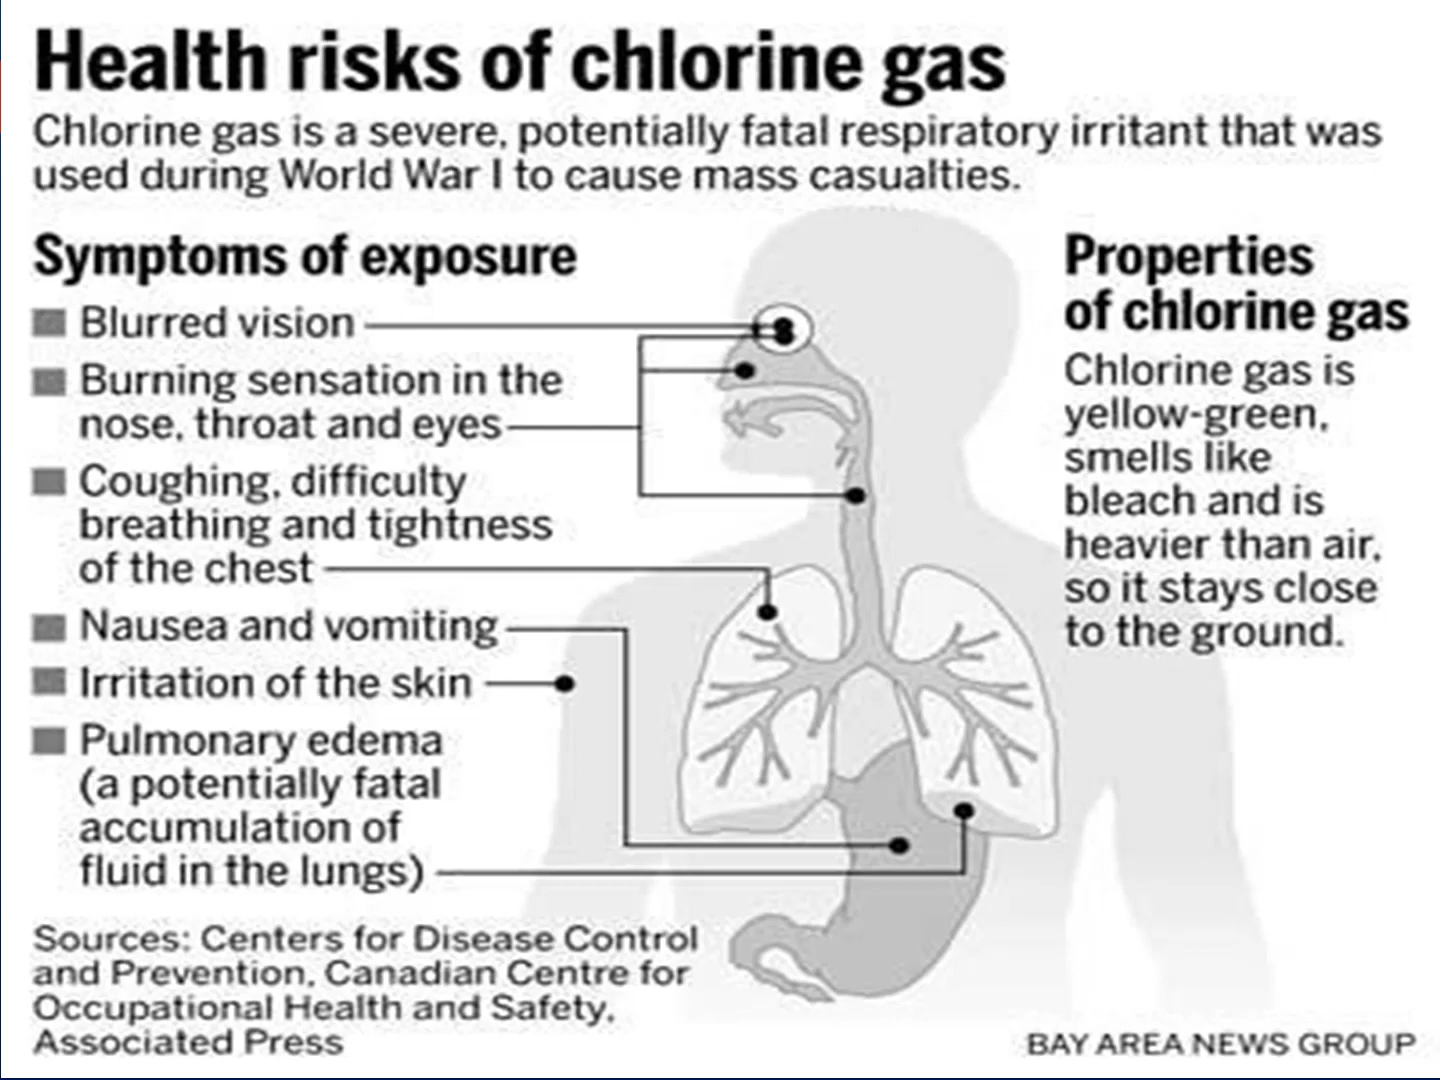 Health risks of chlorine gas
Chlorine gas is a severe, potentially fatal respiratory irritant that was
used during World War I to cause mass casualties.
Symptoms of exposure
Blurred vision
Burning sensation in the
nose, throat and eyes
Coughing, difficulty
breathing and tightness
of the chest
Nausea and vomiting
Irritation of the skin
Pulmonary edema
(a potentially fatal
accumulation of
fluid in the lungs)
Properties
of chlorine gas
Chlorine gas is
yellow-green,
smells like
bleach and is
heavier than air,
so it stays close
to the ground.
Sources: Centers for Disease Control
and Prevention, Canadian Centre for
Occupational Health and Safety,
Associated Press
BAY AREA NEWS GROUP